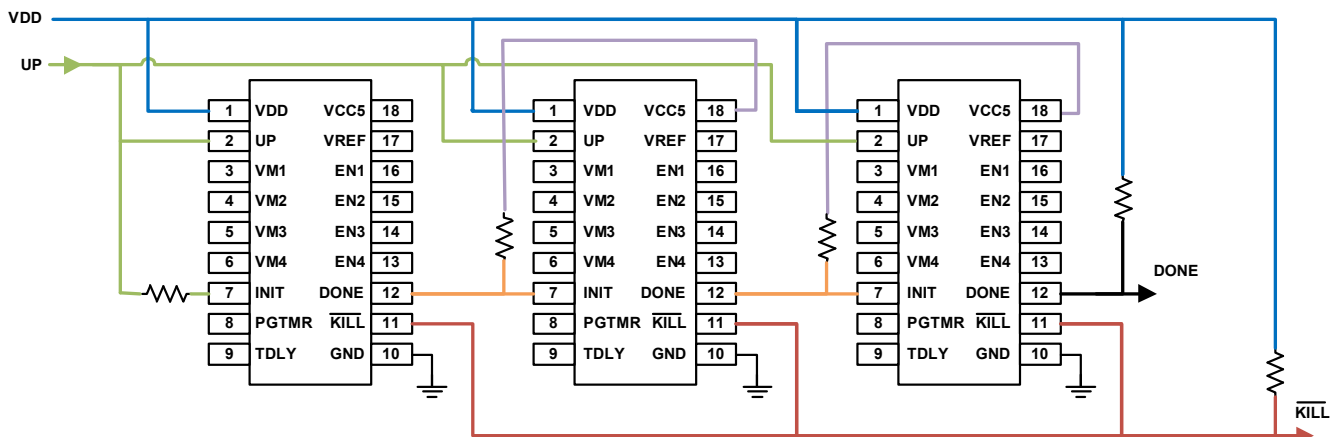 VDD
UP
1 VDD VCC5 18
2 UP VREF 17
3 VM1 EN1 16
4 VM2 EN2 15
5 VM3 EN3 14
6 VM4 EN4 13
7 INIT DONE 12
8 PGTMR KILL 11
9 TDLY GND 10
1 VDD VCC5 18
2 UP VREF 17
3 VM1 EN1 16
4 VM2 EN2 15
5 VM3 EN3 14
6 VM4 EN4 13
7 INIT DONE 12
8 PGTMR KILL 11
9 TDLY GND 10
1 VDD VCC5 18
2 UP VREF 17
3 VM1 EN1 16
4 VM2 EN2 15
5 VM3 EN3 14
6 VM4 EN4 13
7 INIT DONE 12
8 PGTMR KILL 11
9 TDLY GND 10
DONE
KILL